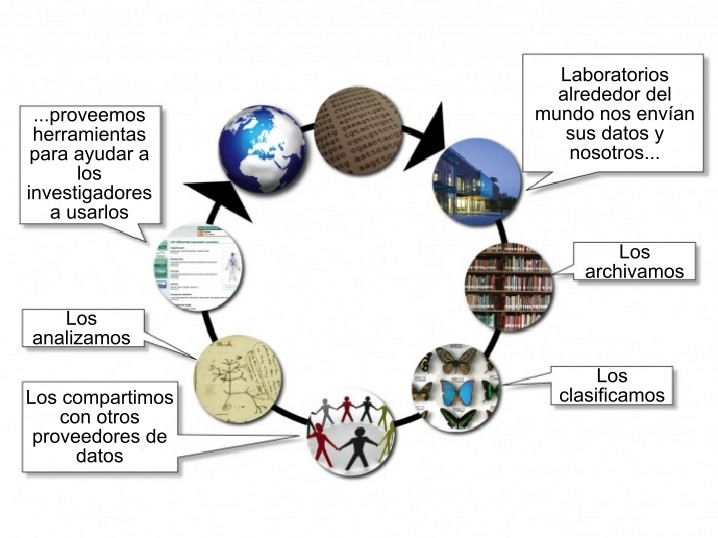 Laboratorios
alrededor del
mundo nos envían
sus datos y
nosotros...
Los
archivamos
Los
clasificamos
Los compartimos
con otros
proveedores de
datos
Los
analizamos
...proveemos
herramientas
para ayudar a
los
investigadores
a usarlos